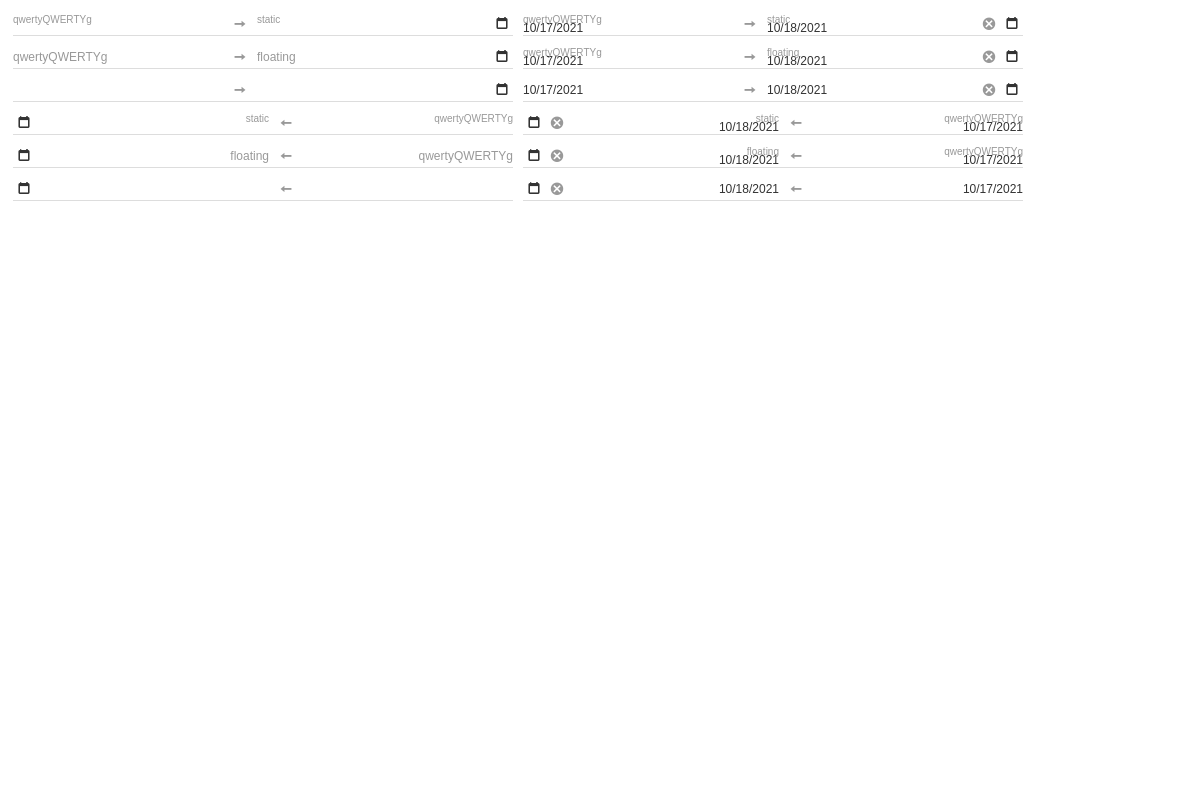 qwertyQWERTYg static qwertyQWERTYg static
10/17/2021 10/18/2021
qwertyQWERTYg floating qwertyQWERTYg floating
10/17/2021 10/18/2021
10/17/2021 10/18/2021
static qwertyQWERTYg static qwertyQWERTYg
10/18/2021 10/17/2021
floating qwertyQWERTYg floating qwertyQWERTYg
10/18/2021 10/17/2021
10/18/2021 10/17/2021